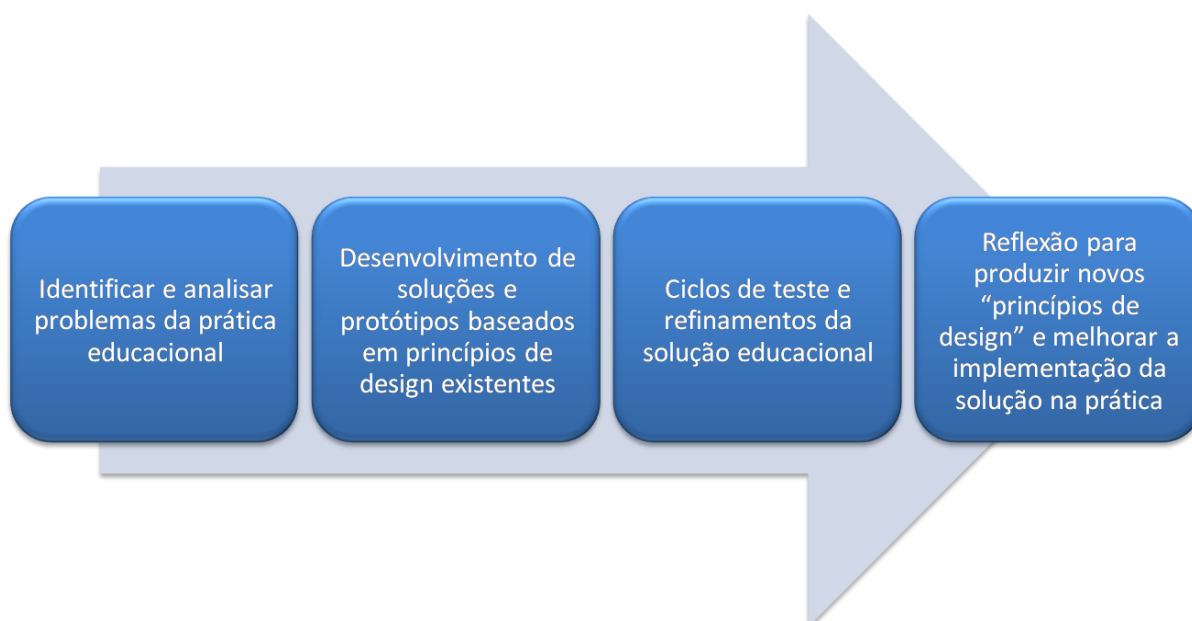 Identificar e analisar
problemas da prática
educacional
Desenvolvimento de
soluções e
protótipos baseados
em princípios de
design existentes
Ciclos de teste e
refinamentos da
solução educacional
Reflexão para
produzir novos
“princípios de
design” e melhorar a
implementação da
solução na prática